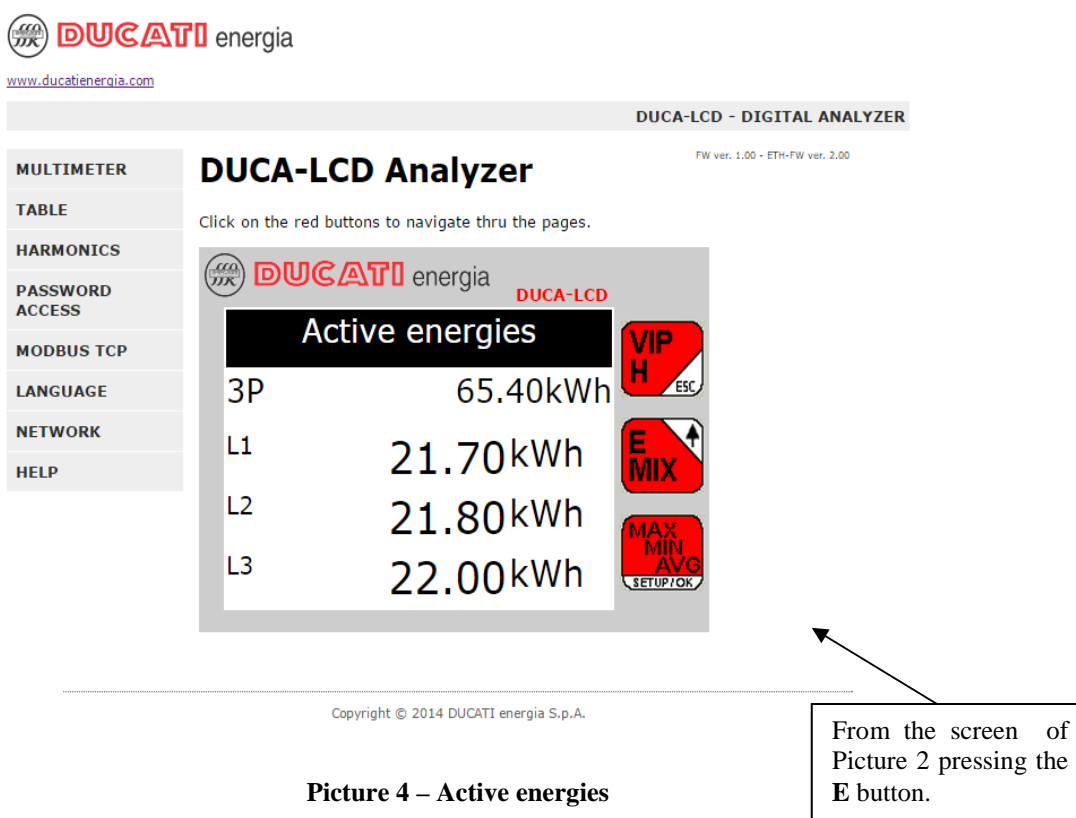 DUCATI energia
www.ducatienergia.com
DUCA-LCD - DIGITAL ANALYZER
FW ver. 1.00 - ETH-FW ver. 2.00
MULTIMETER
TABLE
HARMONICS
PASSWORD
ACCESS
MODBUS TCP
LANGUAGE
NETWORK
HELP
DUCA-LCD Analyzer
Click on the red buttons to navigate thru the pages.
DUCATI energia
DUCA-LCD
Active energies
3P 65.40kWh
L1 21.70kWh
L2 21.80kWh
L3 22.00kWh
VIP
H
ESC
E
MIX
MAX
MIN
AVG
SETUP/OK
Copyright © 2014 DUCATI energia S.p.A.
From the screen of
Picture 2 pressing the
E button.
Picture 4 – Active energies